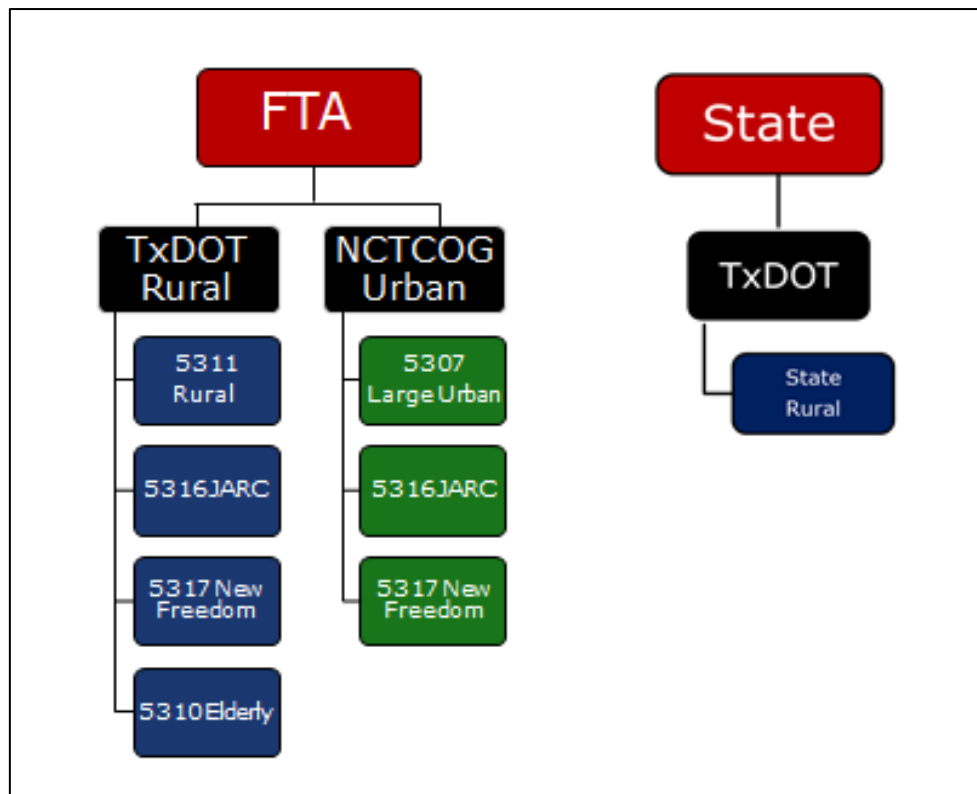 FTA
TxDOT
Rural
5311
Rural
5316JARC
5317 New
Freedom
5310Elderly
NCTCOG
Urban
5307
Large Urban
5316JARC
5317 New
Freedom
State
TxDOT
State
Rural